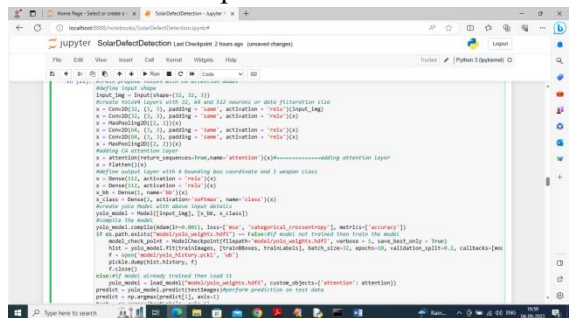 Home Page - Select or create a n
SolarDefectDetection - Jupyter N
localhost:8888/notebooks/SolarDefectDetection.ipynb#
jupyter SolarDefectDetection Last Checkpoint: 2 hours ago (unsaved changes)
Logout
File Edit View Insert Cell Kernel Widgets Help
Trusted Python 3 (ipykernel)
Run Code
#define input shape
input_img = Input(shape=(32, 32, 3))
#create YoloV4 layers with 32, 64 and 512 neurons or data filteration size
x = Conv2D(32, (3, 3), padding = 'same', activation = 'relu')(input_img)
x = Conv2D(32, (3, 3), padding = 'same', activation = 'relu')(x)
x = MaxPooling2D((2, 2))(x)
x = Conv2D(64, (3, 3), padding = 'same', activation = 'relu')(x)
x = Conv2D(64, (3, 3), padding = 'same', activation = 'relu')(x)
x = MaxPooling2D((2, 2))(x)
#adding CA attention layer
x = attention(return_sequences=True,name='attention')(x)#==============adding attention layer
x = Flatten()(x)
#define output layer with 4 bounding box coordinate and 1 weapan class
x = Dense(512, activation = 'relu')(x)
x = Dense(512, activation = 'relu')(x)
x_bb = Dense(1, name='bb')(x)
x_class = Dense(2, activation='softmax', name='class')(x)
#create yolo Model with above input details
yolo_model = Model([input_img], [x_bb, x_class])
#compile the model
yolo_model.compile(Adam(lr=0.001), loss=['mse', 'categorical_crossentropy'], metrics=['accuracy'])
if os.path.exists("model/yolo_weights.hdf5") == False:#if model not trained then train the model
model_check_point = ModelCheckpoint(filepath='model/yolo_weights.hdf5', verbose = 1, save_best_only = True)
hist = yolo_model.fit(trainImages, [trainBBoxes, trainLabels], batch_size=32, epochs=10, validation_split=0.2, callbacks=[mo
f = open('model/yolo_history.pckl', 'wb')
pickle.dump(hist.history, f)
f.close()
else:#if model already trained then load it
yolo_model = load_model("model/yolo_weights.hdf5", custom_objects={'attention': attention})
predict = yolo_model.predict(testImages)#perform prediction on test data
predict = np.argmax(predict[1], axis=1)
Type here to search
Rain...
ENG
16:59
06-09-2023